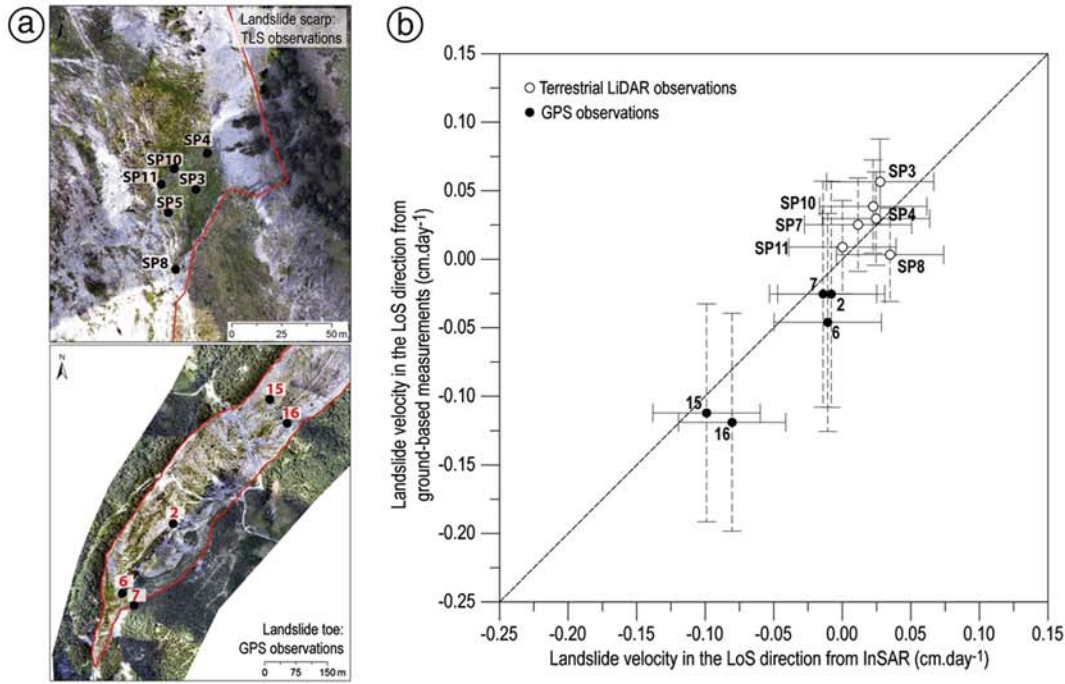 a
Landslide scarp:
TLS observations
SP4
SP10
SP11
SP3
SP5
SP8
0 25 50 m
N
15
16
2
6
7
Landslide toe:
GPS observations
0 75 150 m
b
Landslide velocity in the LoS direction from
ground-based measurements (cm.day-1)
0.15
0.10
0.05
0.00
-0.05
-0.10
-0.15
-0.20
-0.25
Terrestrial LiDAR observations
GPS observations
SP3
SP10
SP4
SP7
SP11
SP8
7
2
6
15
16
-0.25 -0.20 -0.15 -0.10 -0.05 0.00 0.05 0.10 0.15
Landslide velocity in the LoS direction from InSAR (cm.day-1)